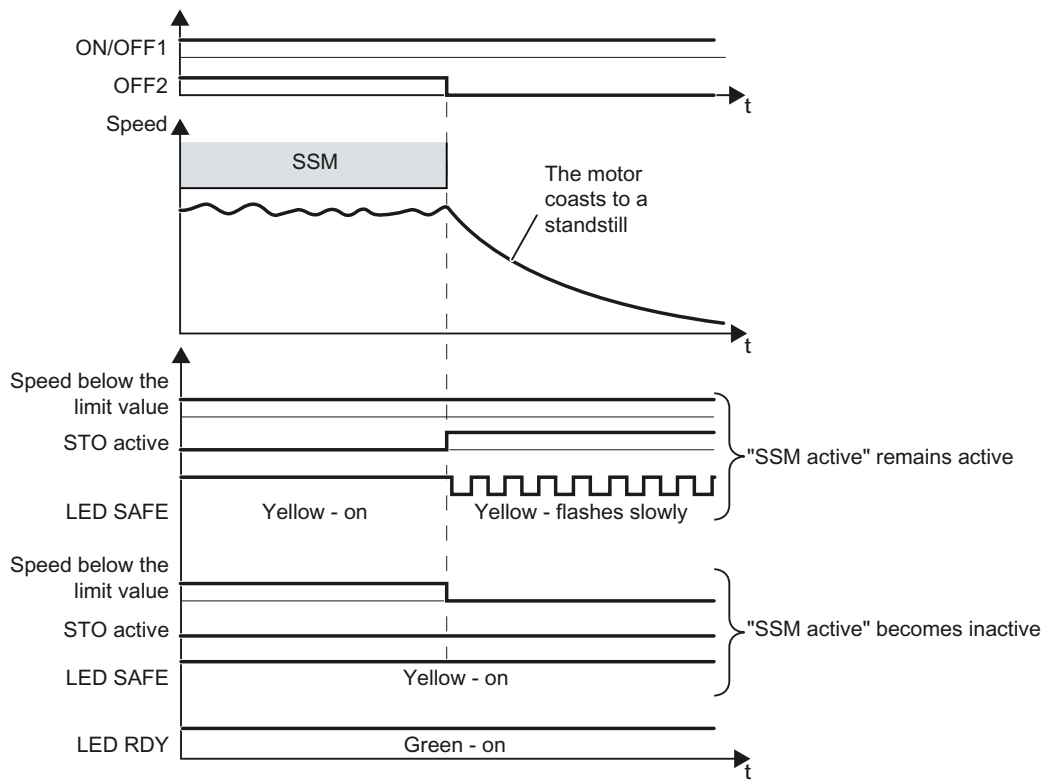 ON/OFF1
OFF2
t
Speed
SSM
The motor
coasts to a
standstill
t
Speed below the
limit value
STO active
"SSM active" remains active
LED SAFE
Yellow - on
Yellow - flashes slowly
Speed below the
limit value
STO active
"SSM active" becomes inactive
LED SAFE
Yellow - on
LED RDY
Green - on
t